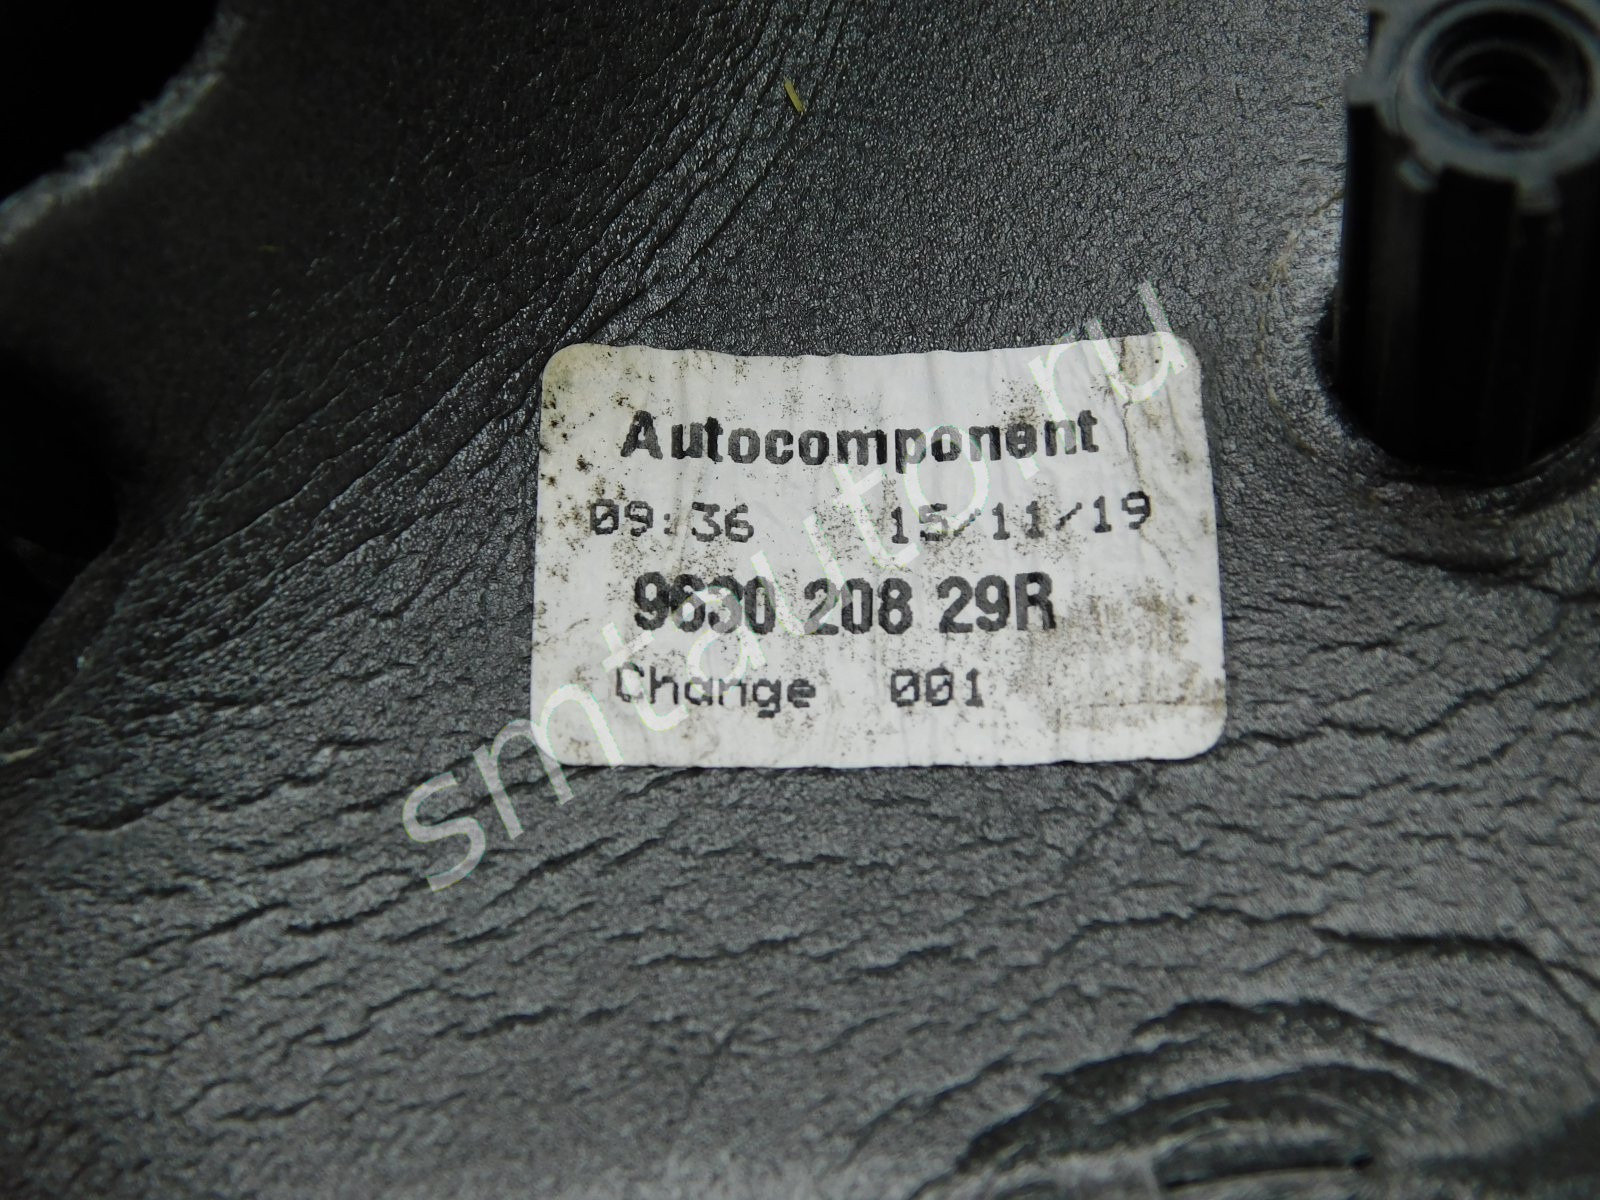 Autocomponent
09:36 15/11/19
9630 208 29R
Change 001
smtauto.ru